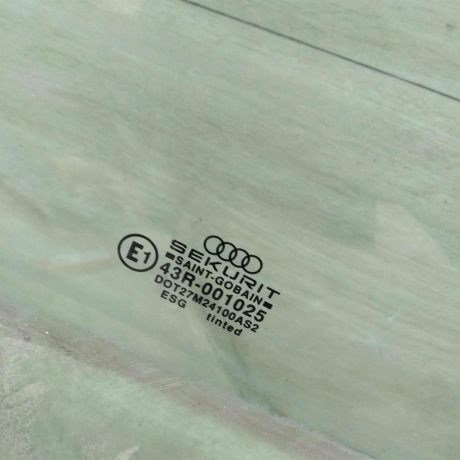 E1
SEKURIT
SAINT-GOBAIN
43R-001025
DOT27M24100AS2
ESG tinted